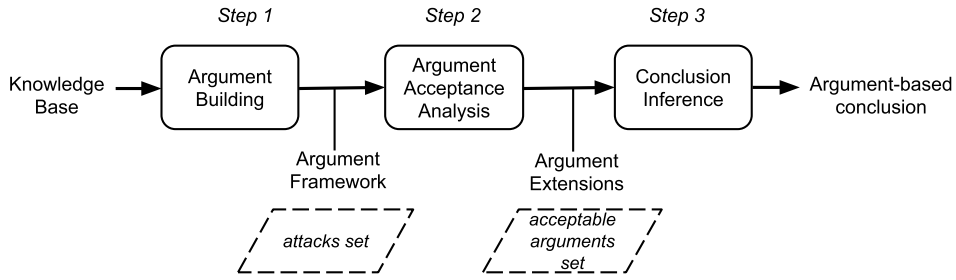 Step 1
Step 2
Step 3
Knowledge
Base
Argument
Building
Argument
Acceptance
Analysis
Conclusion
Inference
Argument-based
conclusion
Argument
Framework
Argument
Extensions
attacks set
acceptable
arguments
set